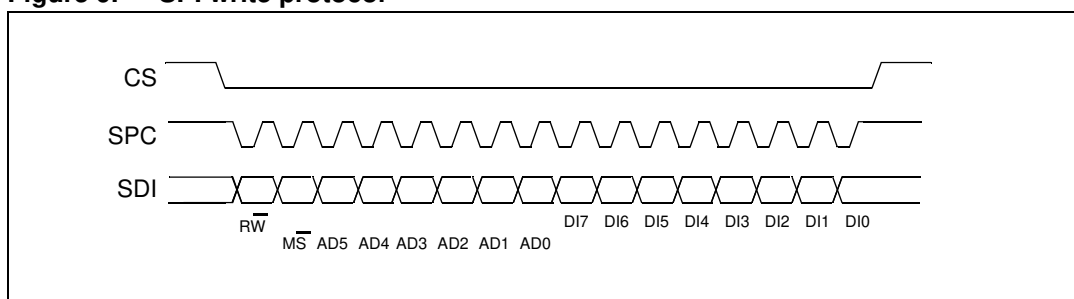 CS
SPC
SDI
RW̅ DI7 DI6 DI5 DI4 DI3 DI2 DI1 DI0
MS̅ AD5 AD4 AD3 AD2 AD1 AD0